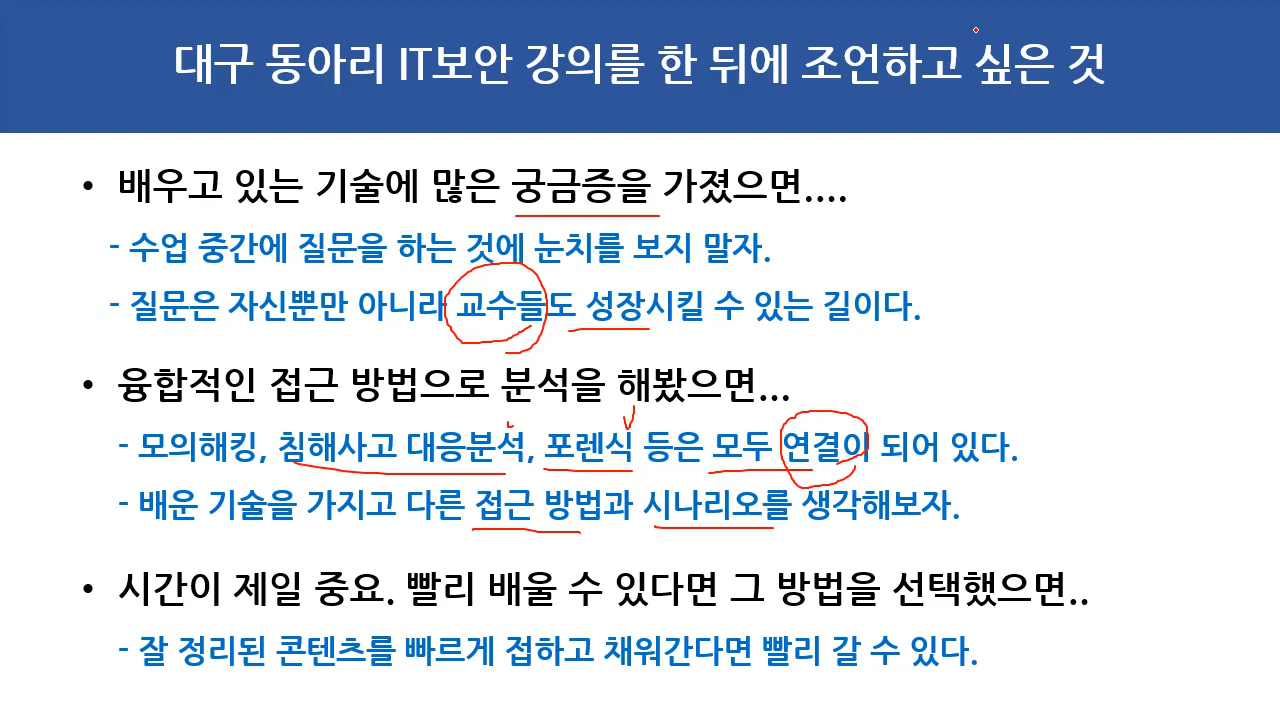 대구 동아리 IT보안 강의를 한 뒤에 조언하고 싶은 것
• 배우고 있는 기술에 많은 궁금증을 가졌으면....
- 수업 중간에 질문을 하는 것에 눈치를 보지 말자.
- 질문은 자신뿐만 아니라 교수들도 성장시킬 수 있는 길이다.
• 융합적인 접근 방법으로 분석을 해봤으면...
- 모의해킹, 침해사고 대응분석, 포렌식 등은 모두 연결이 되어 있다.
- 배운 기술을 가지고 다른 접근 방법과 시나리오를 생각해보자.
• 시간이 제일 중요. 빨리 배울 수 있다면 그 방법을 선택했으면..
- 잘 정리된 콘텐츠를 빠르게 접하고 채워간다면 빨리 갈 수 있다.